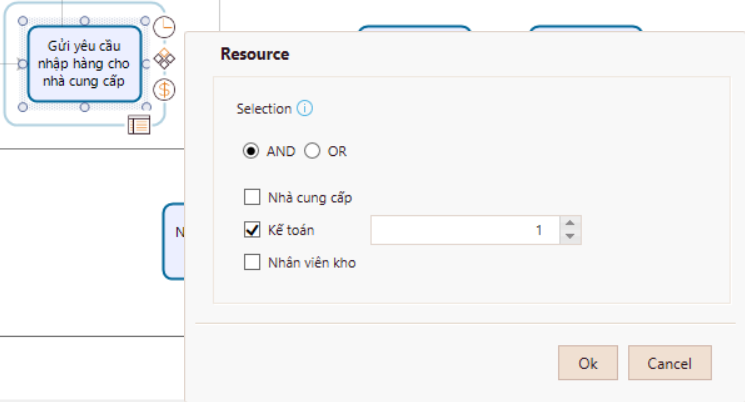 Gửi yêu cầu
nhập hàng cho
nhà cung cấp
Resource
Selection
AND OR
Nhà cung cấp
Kế toán 1
Nhân viên kho
N
Ok Cancel